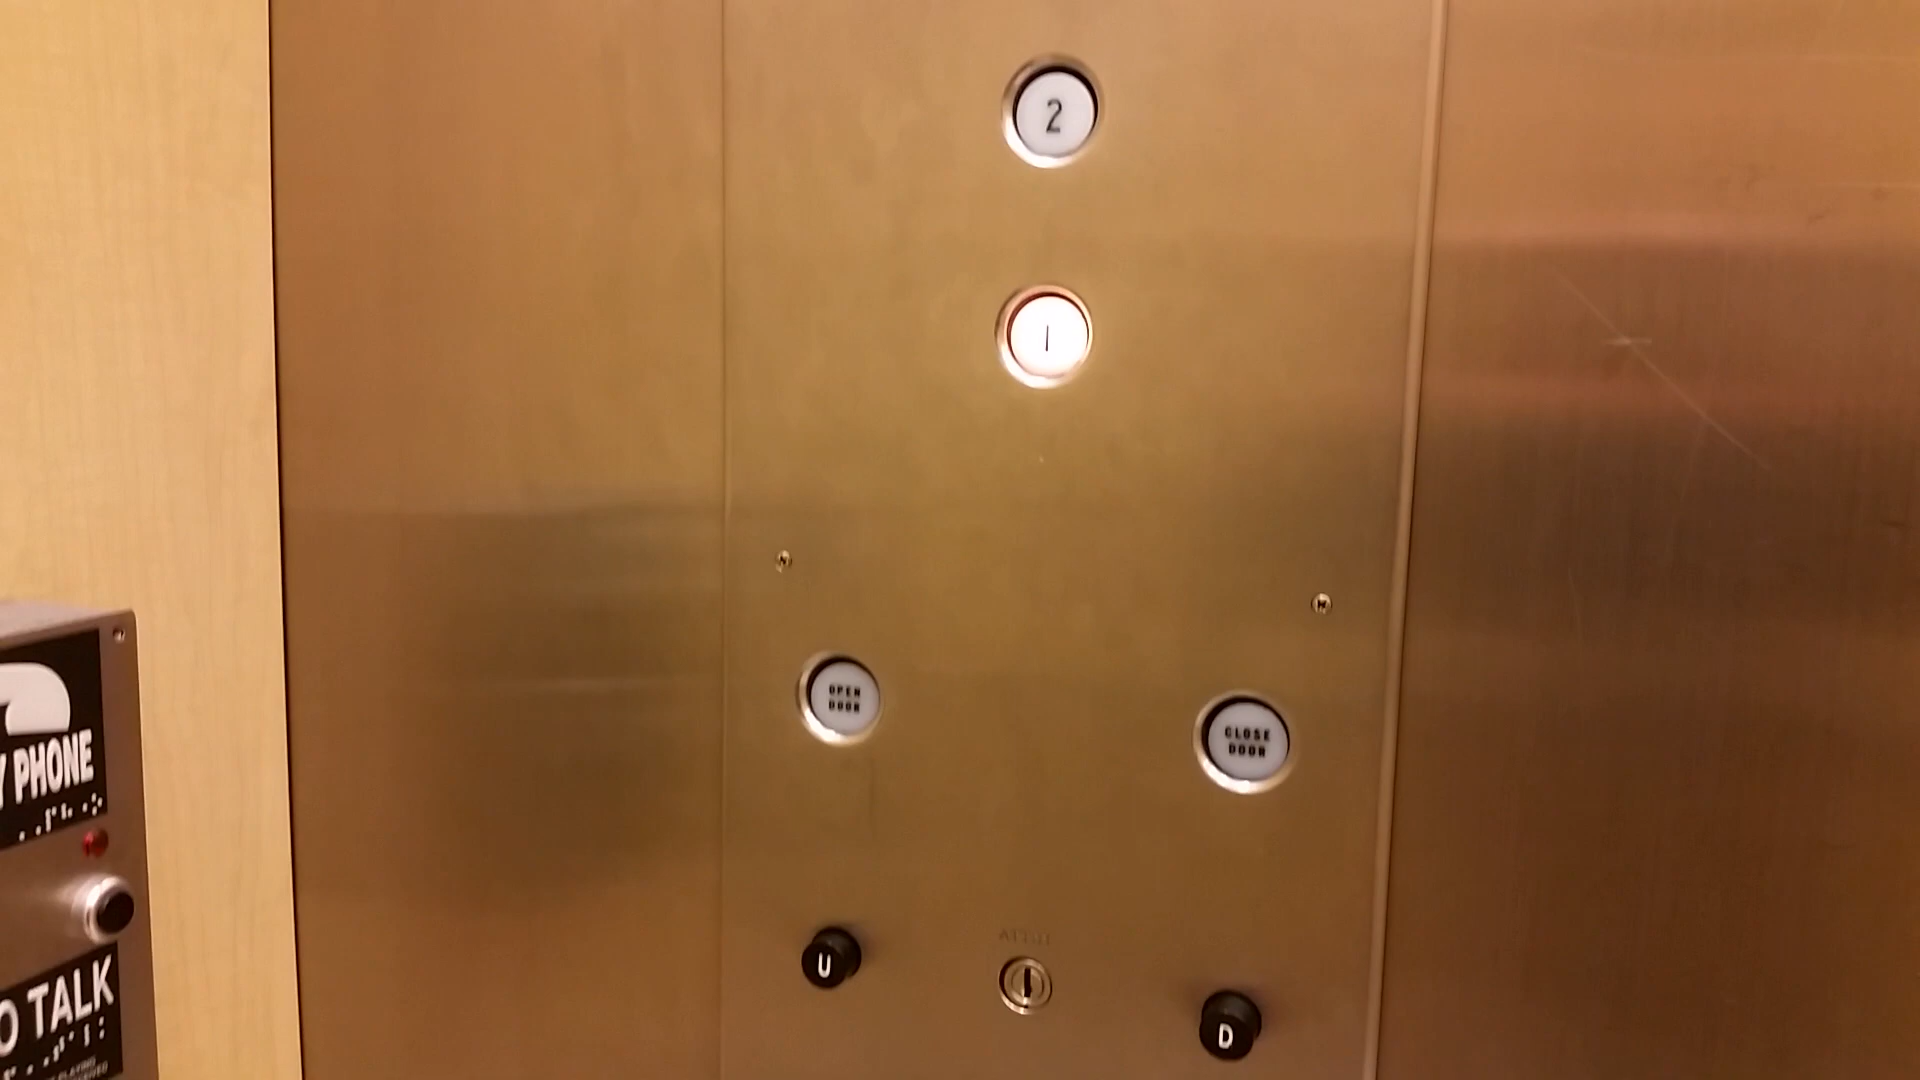 2
1
OPEN
DOOR
CLOSE
DOOR
U
D
Y PHONE
O TALK